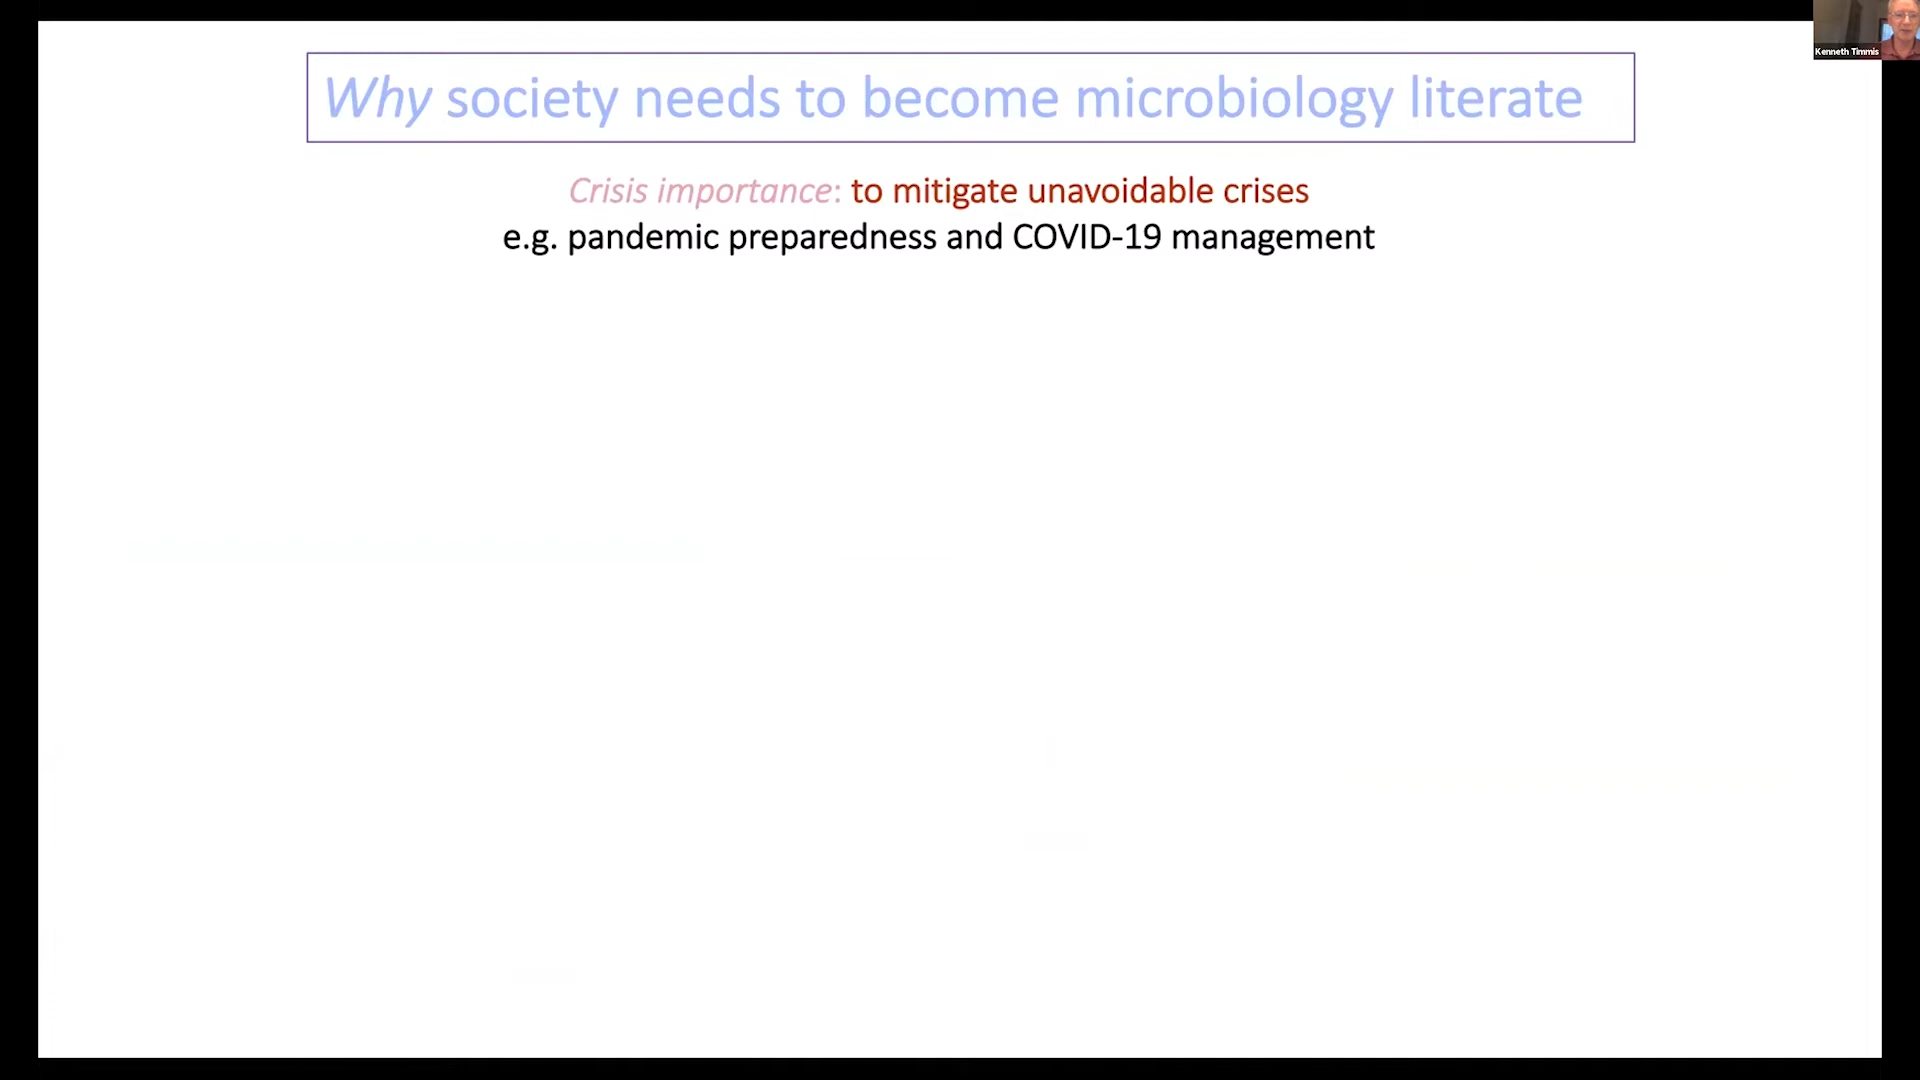 Kenneth Timmis
Why society needs to become microbiology literate
Crisis importance: to mitigate unavoidable crises
e.g. pandemic preparedness and COVID-19 management